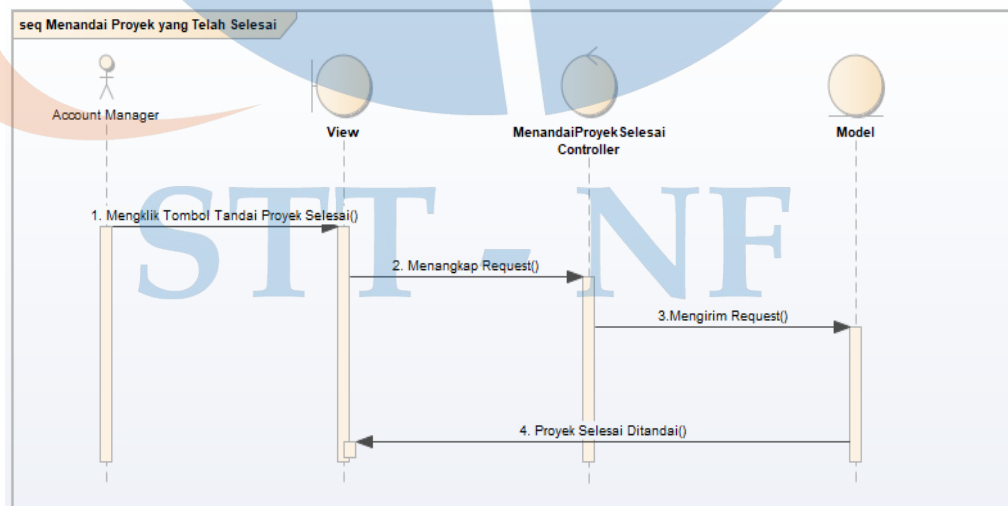 seq Menandai Proyek yang Telah Selesai
Account Manager
View
MenandaiProyekSelesai
Controller
Model
STT - NF
1. Mengklik Tombol Tandai Proyek Selesai()
2. Menangkap Request()
3.Mengirim Request()
4. Proyek Selesai Ditandai()